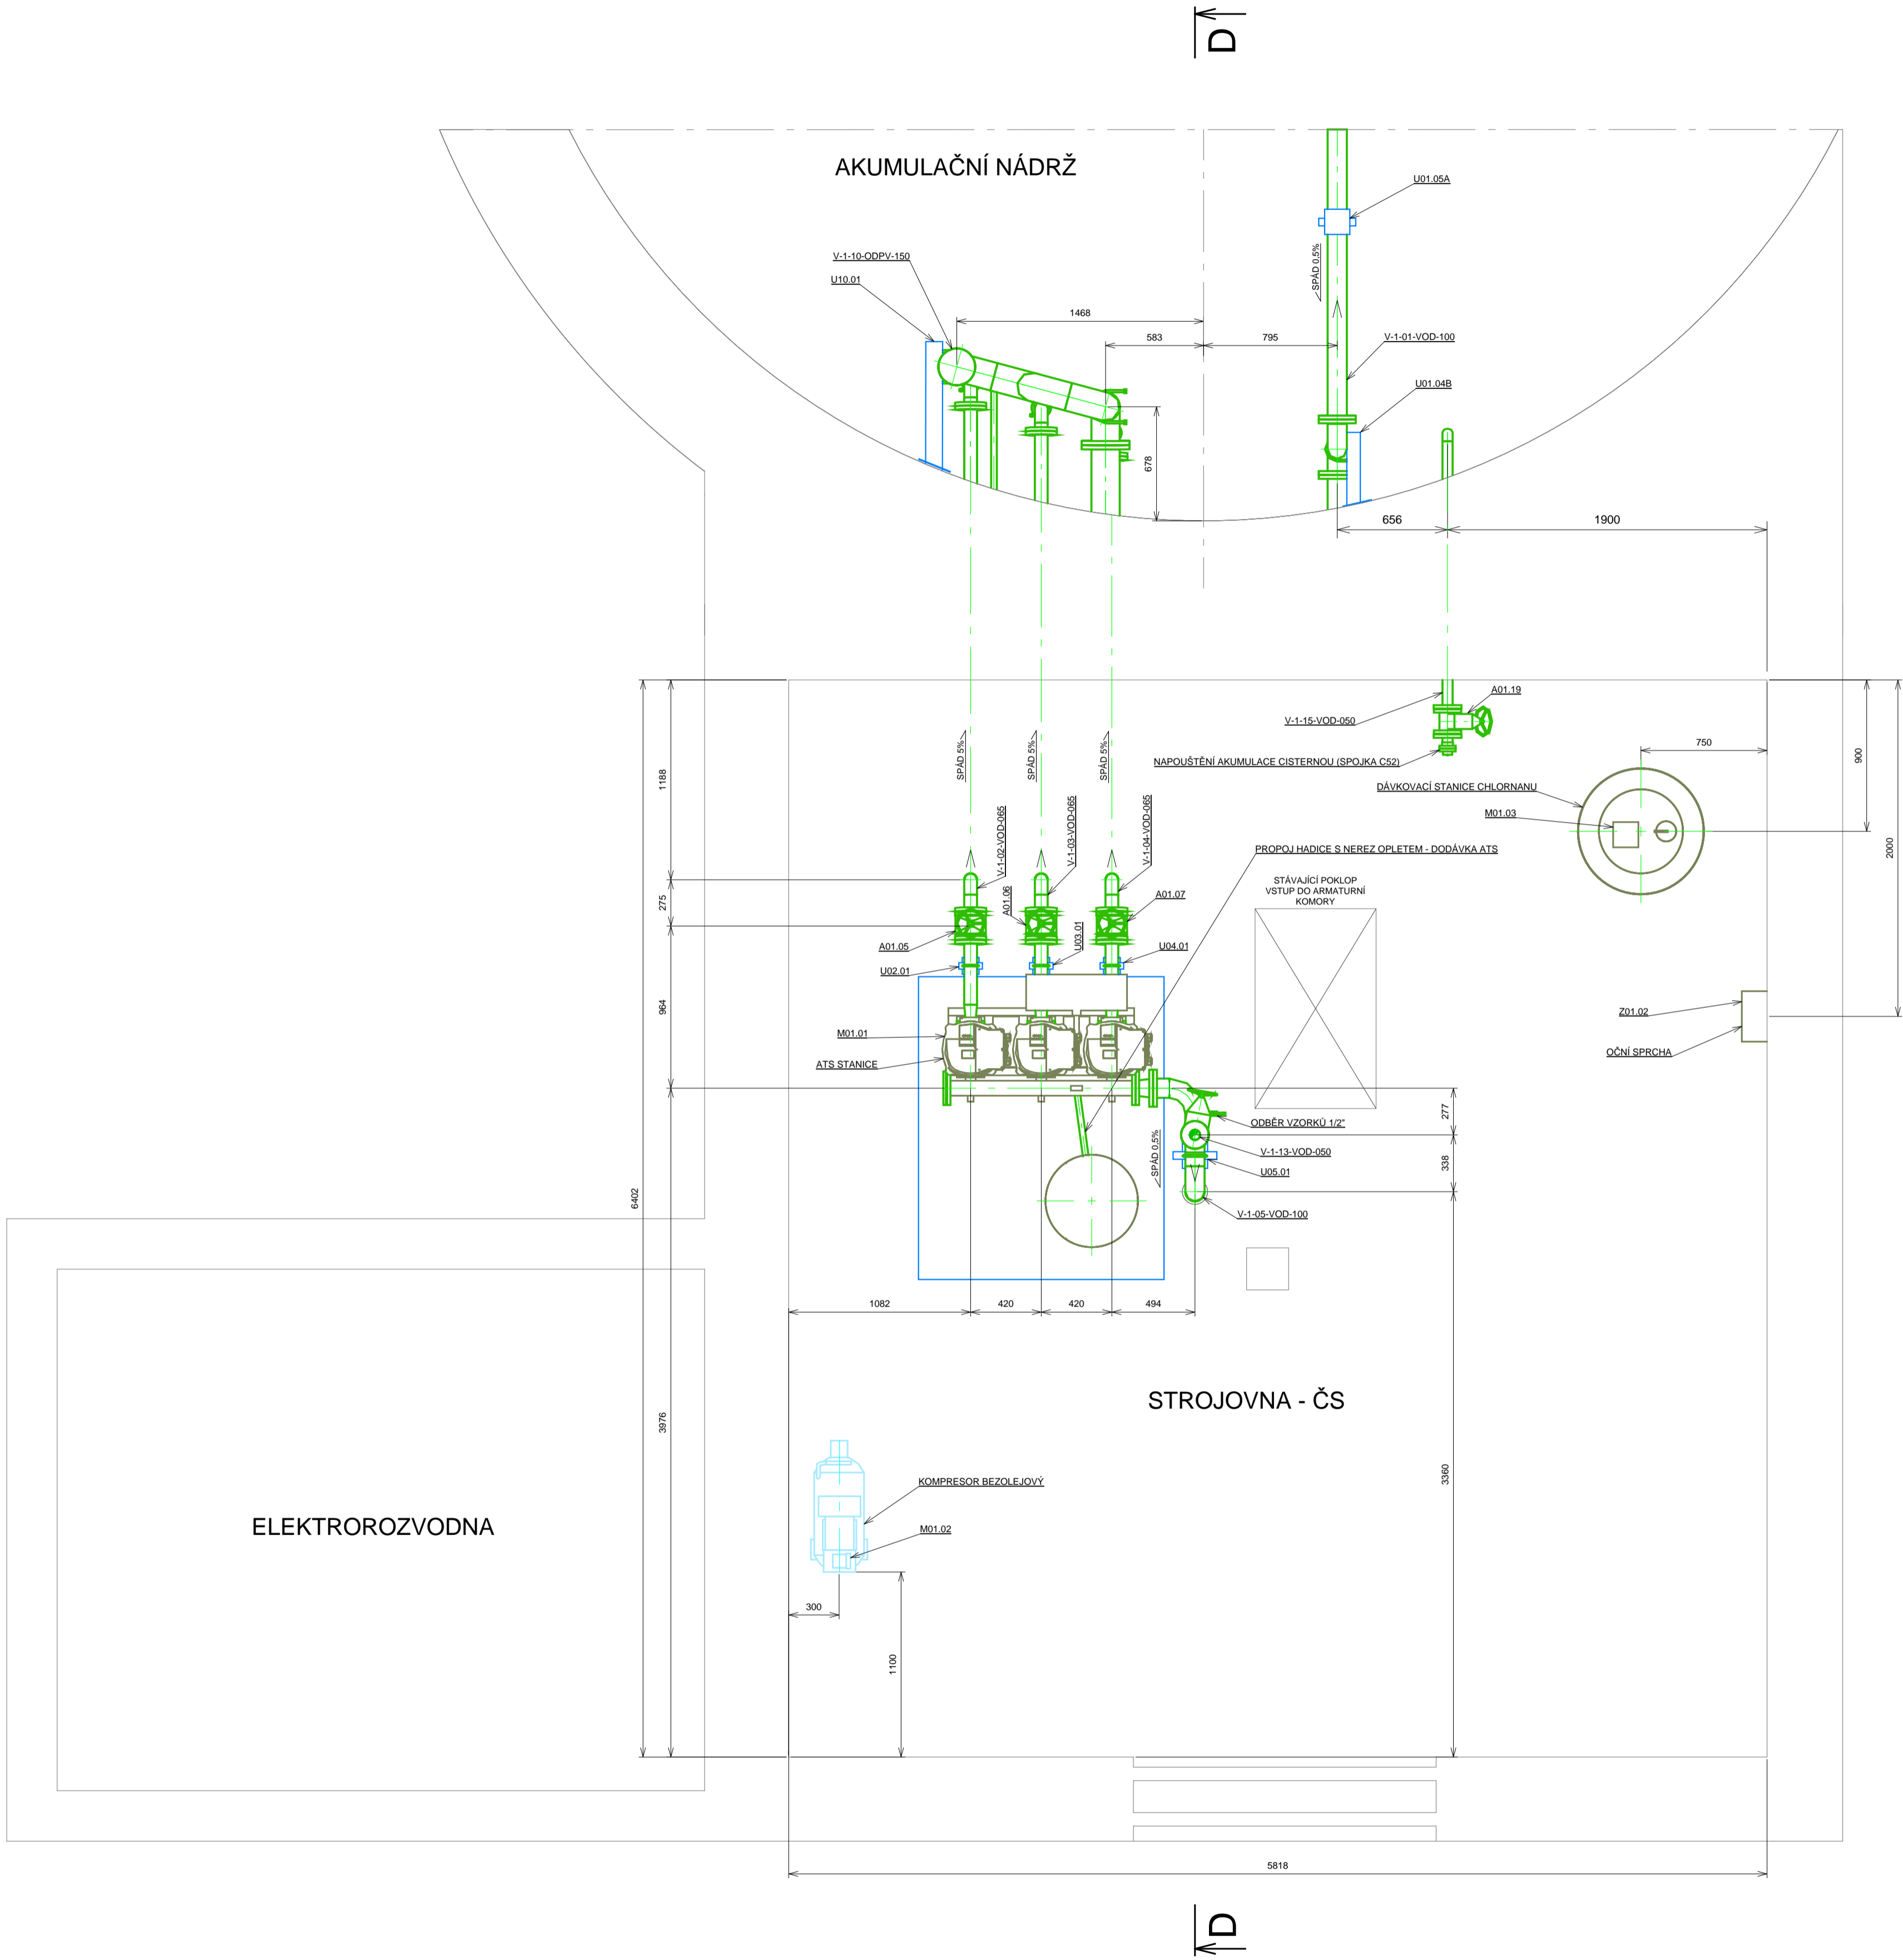 D
AKUMULAČNÍ NÁDRŽ
U01.05A
SPÁD 0,5%
V-1-10-ODPV-150
U10.01
1468
583
795
V-1-01-VOD-100
U01.04B
678
656
1900
A01.19
V-1-15-VOD-050
NAPOUŠTĚNÍ AKUMULACE CISTERNOU (SPOJKA C52)
750
900
2000
DÁVKOVACÍ STANICE CHLORNANU
M01.03
SPÁD 5%
SPÁD 5%
SPÁD 5%
1188
275
964
V-1-02-VOD-065
V-1-03-VOD-065
V-1-04-VOD-065
PROPOJ HADICE S NEREZ OPLETEM - DODÁVKA ATS
STÁVAJÍCÍ POKLOP
VSTUP DO ARMATURNÍ
KOMORY
A01.06
A01.07
A01.05
U03.01
U04.01
U02.01
M01.01
ATS STANICE
Z01.02
OČNÍ SPRCHA
277
338
ODBĚR VZORKŮ 1/2"
V-1-13-VOD-050
U05.01
SPÁD 0,5%
V-1-05-VOD-100
6402
3976
1082
420
420
494
STROJOVNA - ČS
3360
KOMPRESOR BEZOLEJOVÝ
M01.02
ELEKTROROZVODNA
300
1100
5818
D